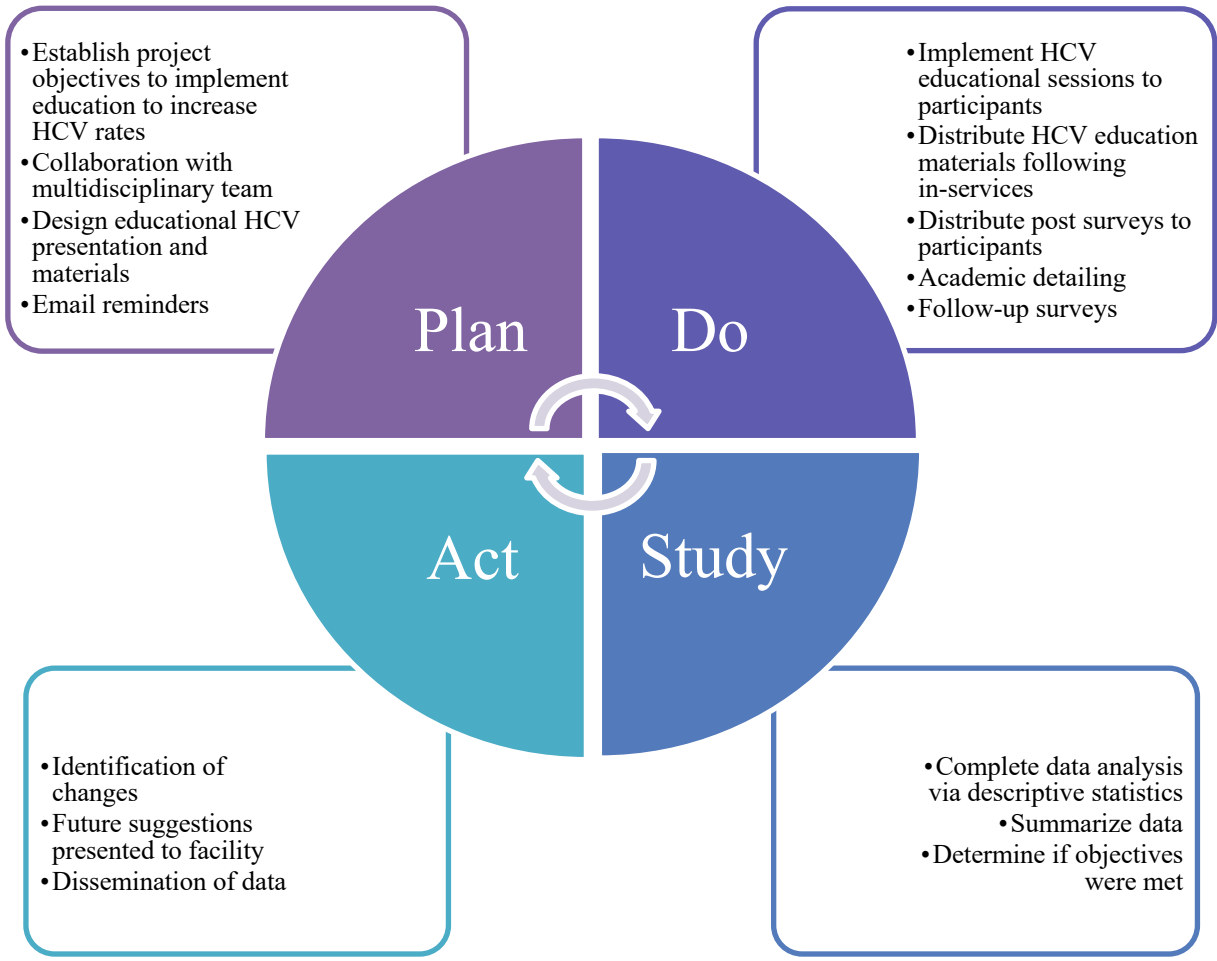 •Establish project
objectives to implement
education to increase
HCV rates
•Collaboration with
multidisciplinary team
•Design educational HCV
presentation and
materials
•Email reminders
•Implement HCV
educational sessions to
participants
•Distribute HCV education
materials following
in-services
•Distribute post surveys to
participants
•Academic detailing
•Follow-up surveys
Plan
Do
Act
Study
•Identification of
changes
•Future suggestions
presented to facility
•Dissemination of data
•Complete data analysis
via descriptive statistics
•Summarize data
•Determine if objectives
were met